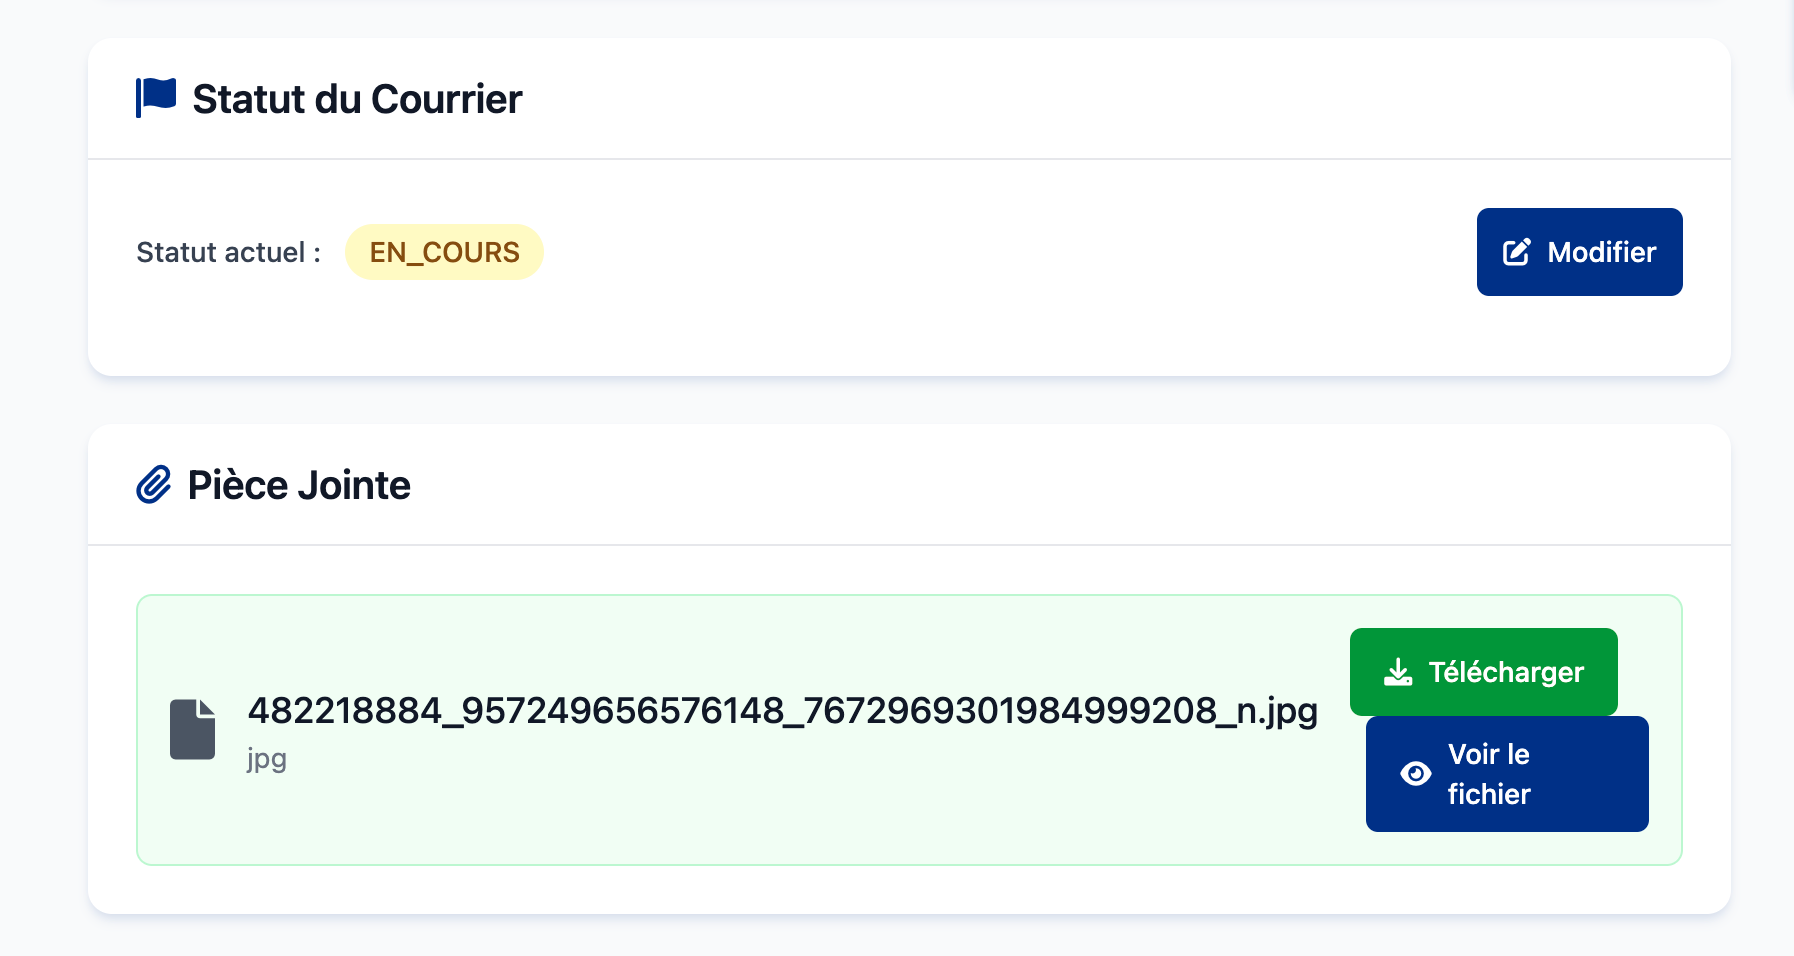 Statut du Courrier
Statut actuel :
EN_COURS
Modifier
Pièce Jointe
482218884_957249656576148_7672969301984999208_n.jpg
jpg
Télécharger
Voir le
fichier